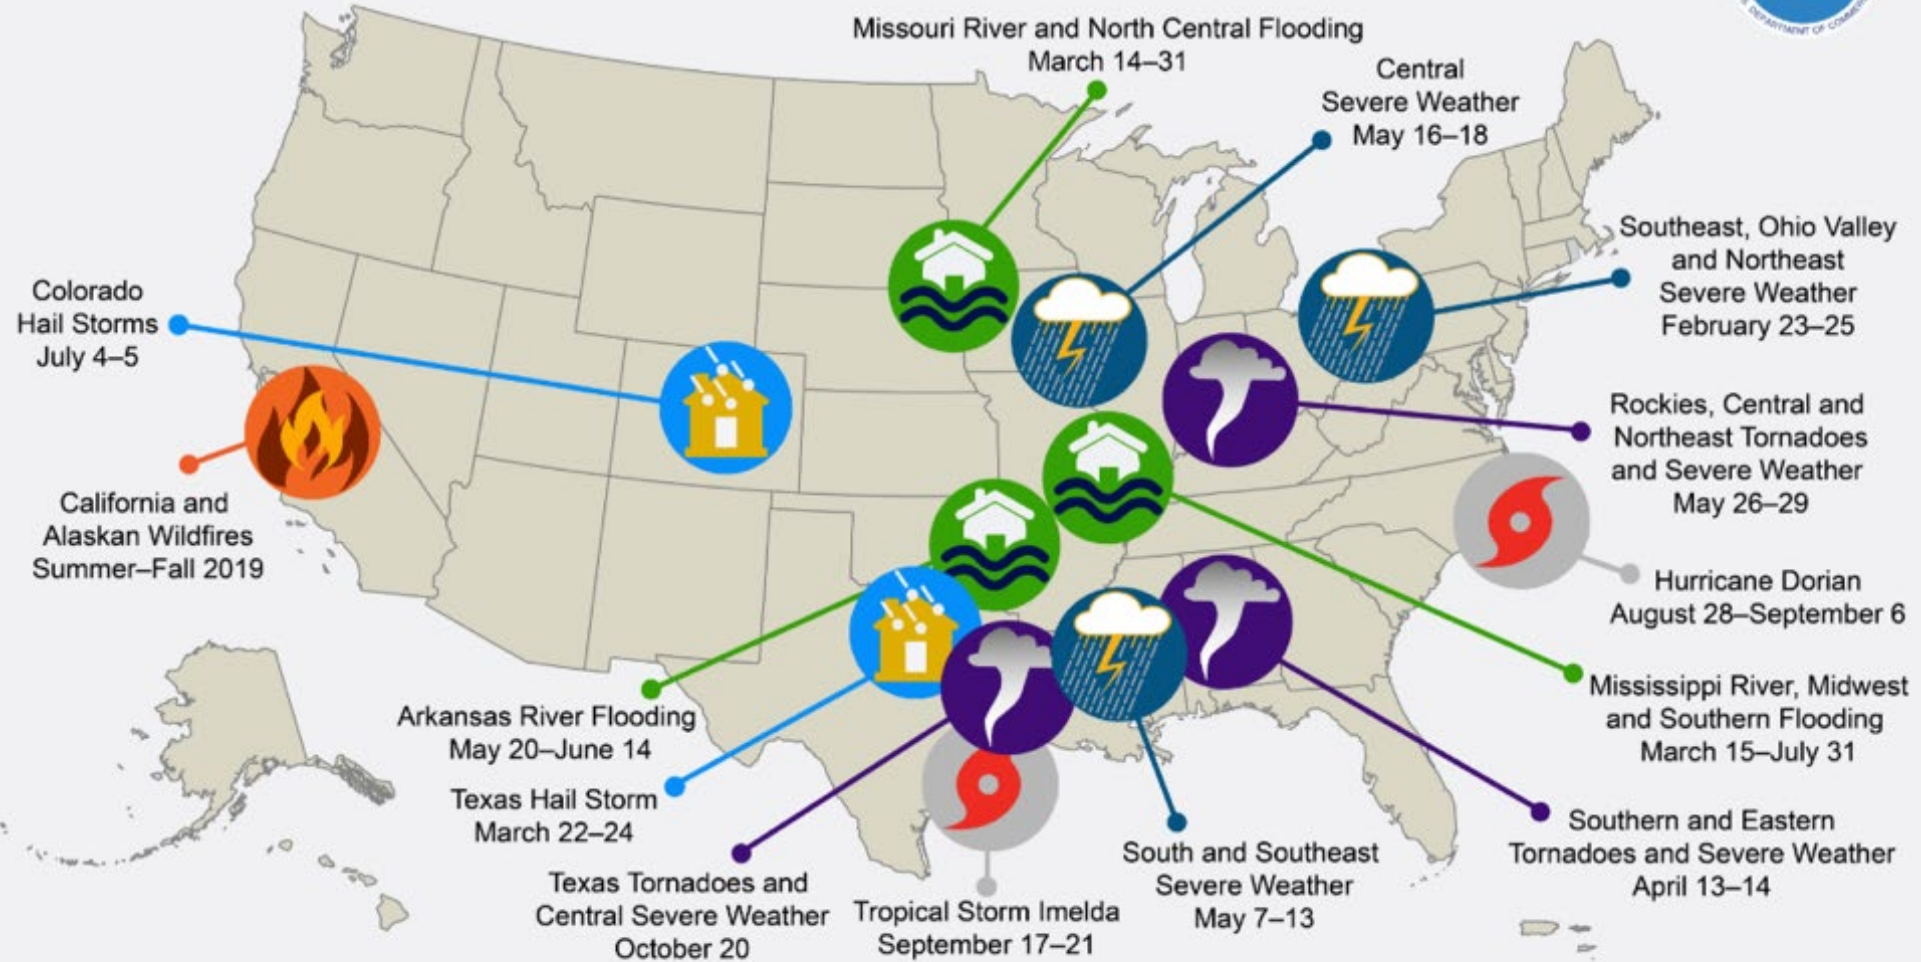 Missouri River and North Central Flooding
March 14–31
Central
Severe Weather
May 16–18
DEPARTMENT OF COMMER
Southeast, Ohio Valley
and Northeast
Severe Weather
February 23–25
Colorado
Hail Storms
July 4–5
Rockies, Central and
Northeast Tornadoes
and Severe Weather
May 26–29
California and
Alaskan Wildfires
Summer–Fall 2019
Hurricane Dorian
August 28–September 6
Mississippi River, Midwest
and Southern Flooding
March 15–July 31
Arkansas River Flooding
May 20–June 14
Texas Hail Storm
March 22–24
Southern and Eastern
Tornadoes and Severe Weather
April 13–14
South and Southeast
Severe Weather
May 7–13
Texas Tornadoes and
Central Severe Weather
October 20
Tropical Storm Imelda
September 17–21